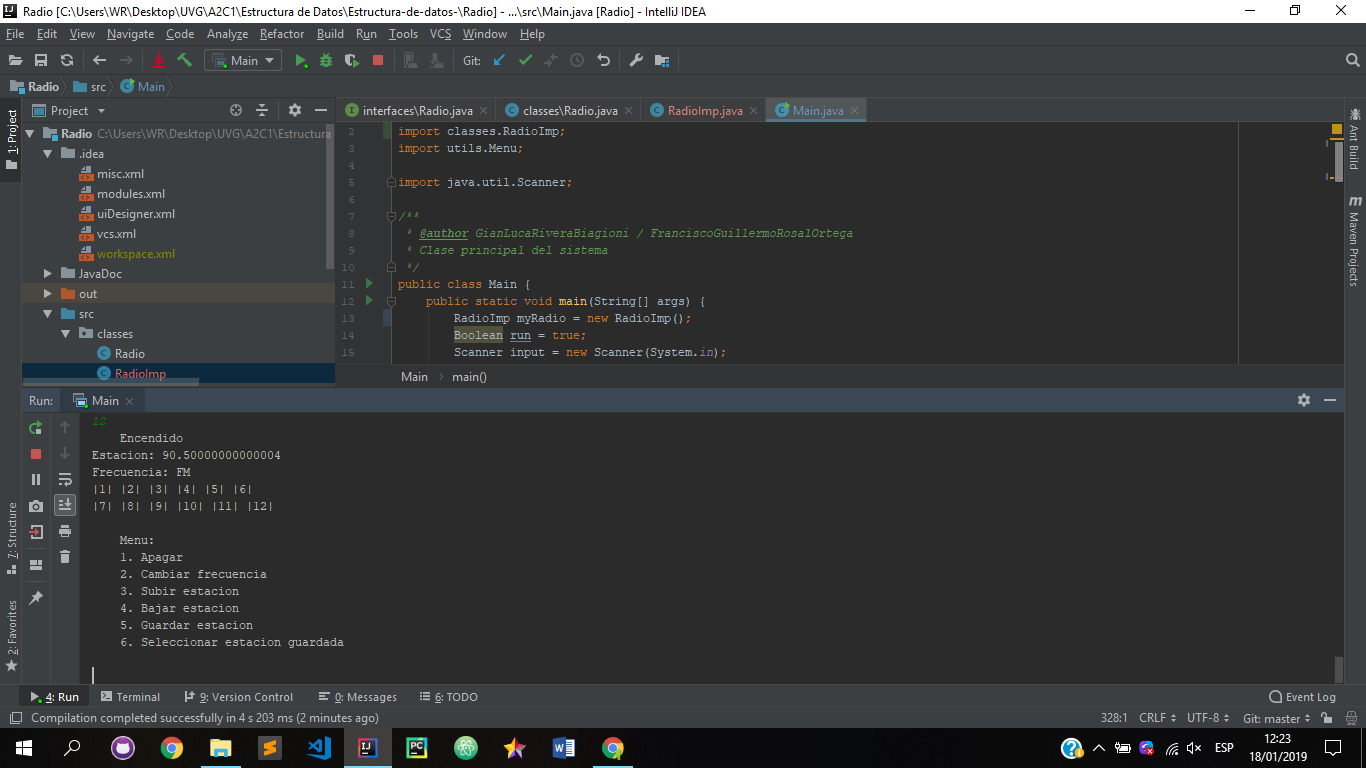 Radio [C:\Users\WR\Desktop\UVG\A2C1\Estructura de Datos\Estructura-de-datos-\Radio] - ...\src\Main.java [Radio] - IntelliJ IDEA
File Edit View Navigate Code Analyze Refactor Build Run Tools VCS Window Help
Main Git:
Radio src Main
1: Project
Project
interfaces\Radio.java classes\Radio.java RadioImp.java Main.java
Radio C:\Users\WR\Desktop\UVG\A2C1\Estructura
.idea
misc.xml
modules.xml
uiDesigner.xml
vcs.xml
workspace.xml
JavaDoc
out
src
classes
Radio
RadioImp
2 import classes.RadioImp;
3 import utils.Menu;
4
5 import java.util.Scanner;
6
7 /**
8 * @author GianLucaRiveraBiagioni / FranciscoGuillermoRosalOrtega
9 * Clase principal del sistema
10 */
11 public class Main {
12 public static void main(String[] args) {
13 RadioImp myRadio = new RadioImp();
14 Boolean run = true;
15 Scanner input = new Scanner(System.in);
Main main()
Ant Build
Maven Projects
Run: Main
12
Encendido
Estacion: 90.50000000000004
Frecuencia: FM
|1| |2| |3| |4| |5| |6|
|7| |8| |9| |10| |11| |12|
Menu:
1. Apagar
2. Cambiar frecuencia
3. Subir estacion
4. Bajar estacion
5. Guardar estacion
6. Seleccionar estacion guardada
7: Structure
2: Favorites
4: Run Terminal 9: Version Control 0: Messages 6: TODO Event Log
Compilation completed successfully in 4 s 203 ms (2 minutes ago) 328:1 CRLF UTF-8 Git: master
ESP 12:23
18/01/2019